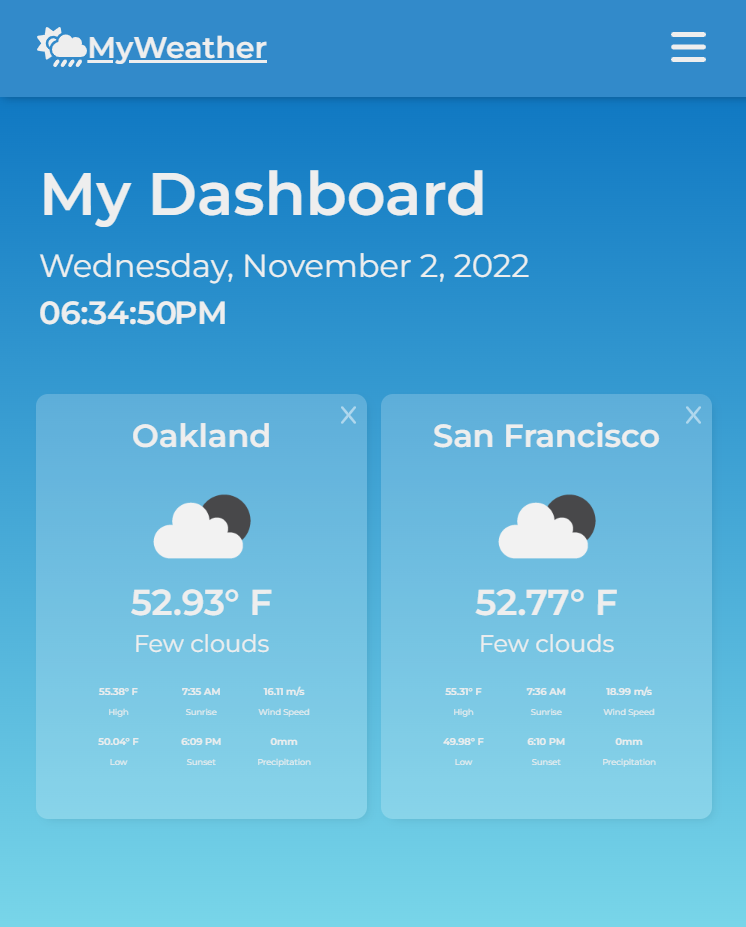 MyWeather
My Dashboard
Wednesday, November 2, 2022
06:34:50PM
X
Oakland
52.93° F
Few clouds
55.38° F 7:35 AM 16.11 m/s
High Sunrise Wind Speed
50.04° F 6:09 PM 0mm
Low Sunset Precipitation
X
San Francisco
52.77° F
Few clouds
55.31° F 7:36 AM 18.99 m/s
High Sunrise Wind Speed
49.98° F 6:10 PM 0mm
Low Sunset Precipitation